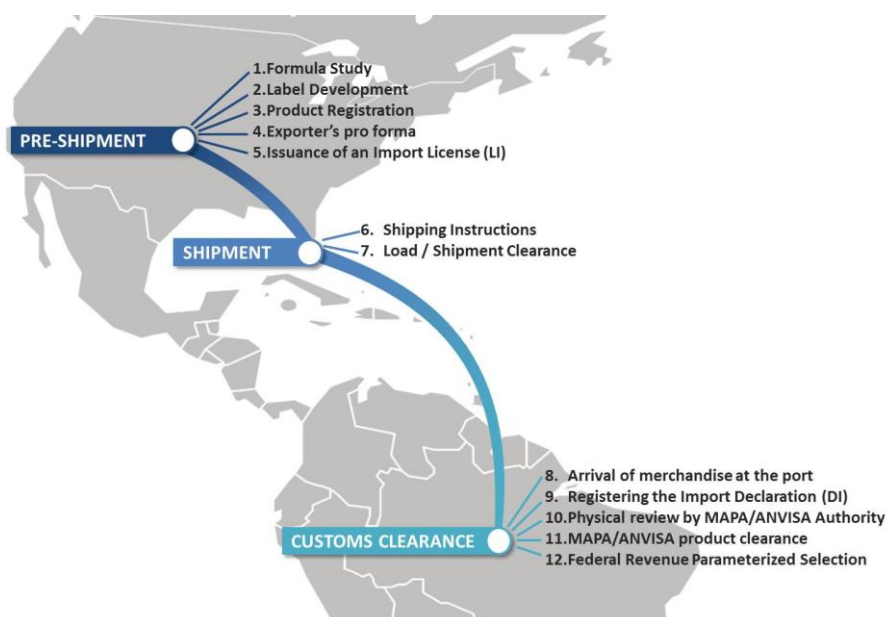 1.Formula Study
2.Label Development
3.Product Registration
4.Exporter's pro forma
5.Issuance of an Import License (LI)
PRE-SHIPMENT
6. Shipping Instructions
7. Load / Shipment Clearance
SHIPMENT
8. Arrival of merchandise at the port
9. Registering the Import Declaration (DI)
10.Physical review by MAPA/ANVISA Authority
11.MAPA/ANVISA product clearance
12.Federal Revenue Parameterized Selection
CUSTOMS CLEARANCE